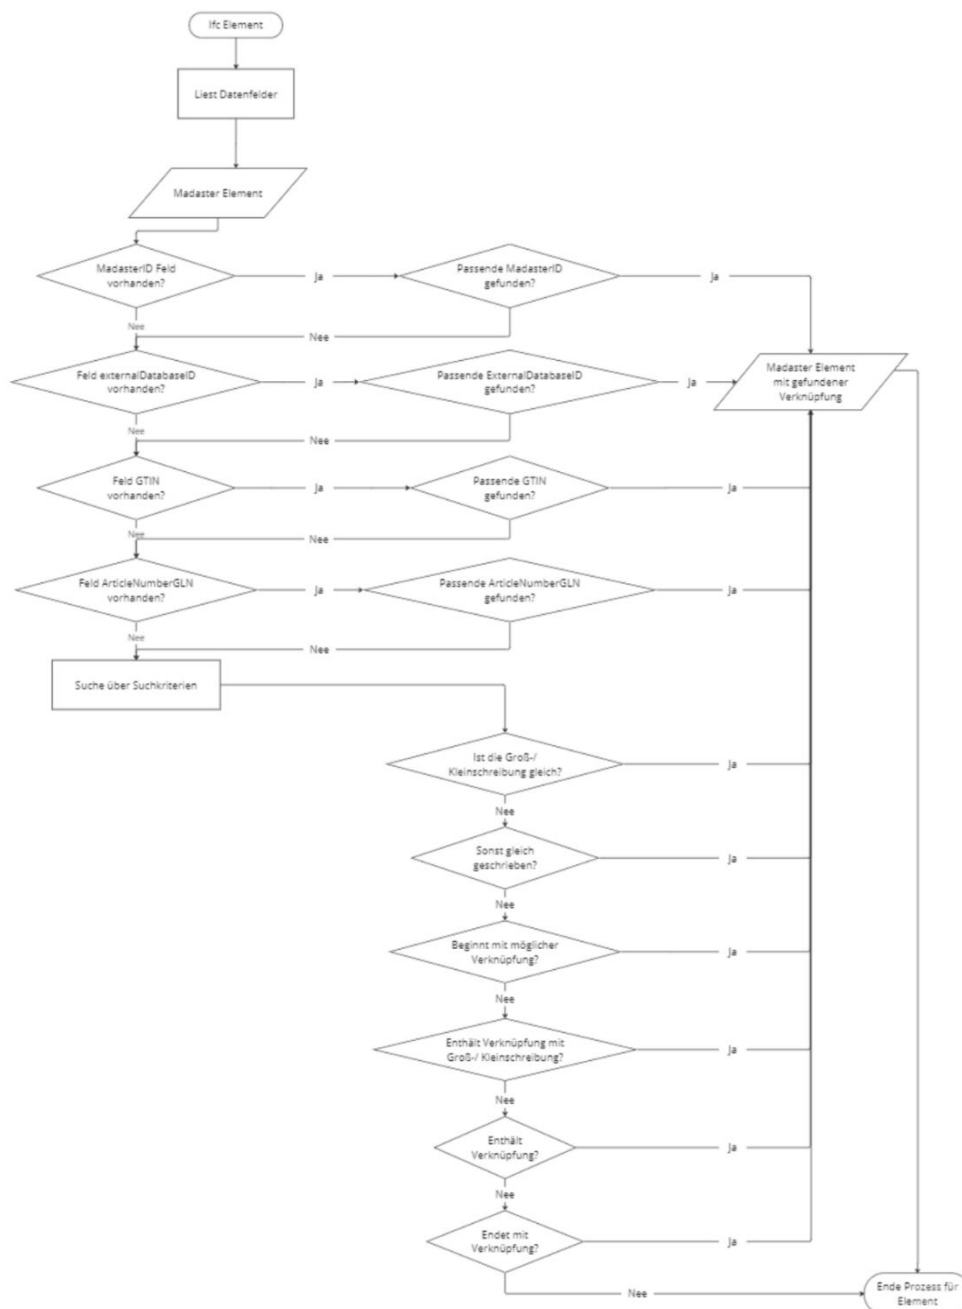 Ifc Element
Liest Datenfelder
Madaster Element
MadasterID Feld
vorhanden?
Ja
Passende MadasterID
gefunden?
Ja
Nee
Nee
Feld externalDatabaseID
vorhanden?
Ja
Passende ExternalDatabaseID
gefunden?
Ja
Madaster Element
mit gefundener
Verknüpfung
Nee
Nee
Feld GTIN
vorhanden?
Ja
Passende GTIN
gefunden?
Ja
Nee
Nee
Feld ArticleNumberGLN
vorhanden?
Ja
Passende ArticleNumberGLN
gefunden?
Ja
Nee
Nee
Suche über Suchkriterien
Ist die Groß-/
Kleinschreibung gleich?
Ja
Nee
Sonst gleich
geschrieben?
Ja
Nee
Beginnt mit möglicher
Verknüpfung?
Ja
Nee
Enthält Verknüpfung mit
Groß-/ Kleinschreibung?
Ja
Nee
Enthält
Verknüpfung?
Ja
Nee
Endet mit
Verknüpfung?
Ja
Nee
Ende Prozess für
Element